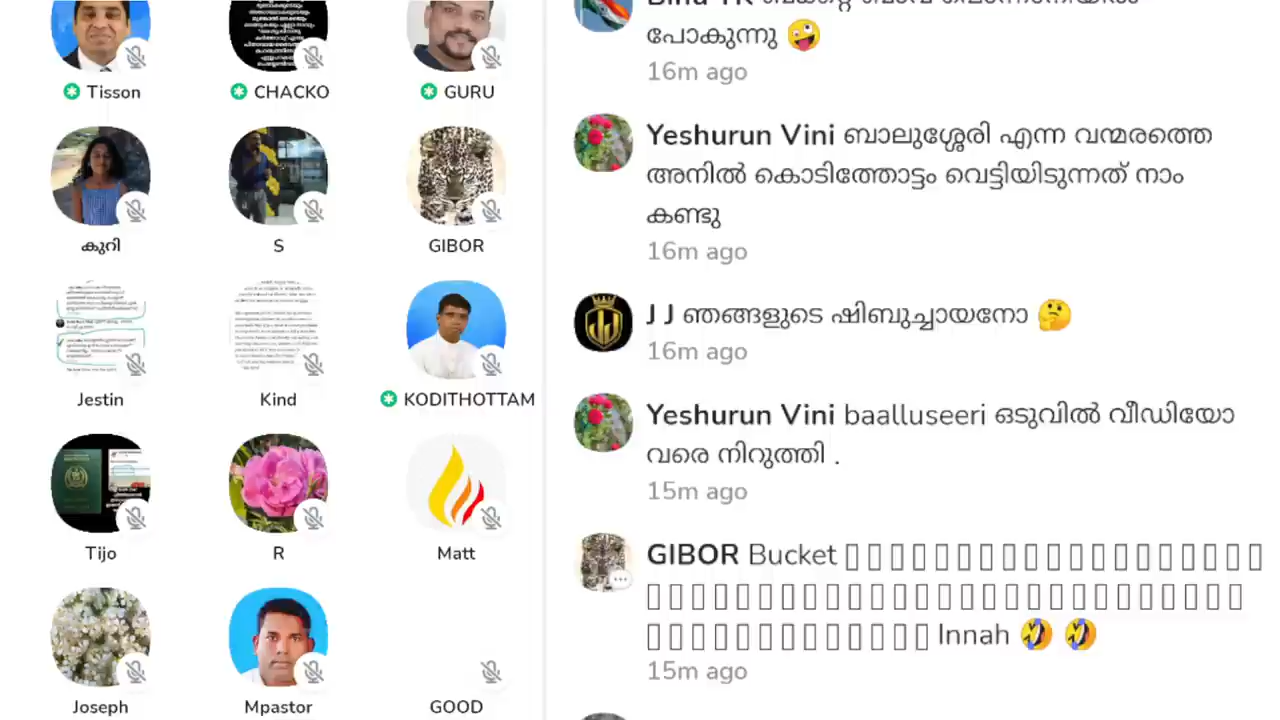 Tisson
CHACKO
GURU
കുറി
S
GIBOR
Jestin
Kind
KODITHOTTAM
Tijo
R
Matt
Joseph
Mpastor
GOOD
പോകുന്നു 🤪
16m ago
Yeshurun Vini ബാലുശ്ശേരി എന്ന വന്മരത്തെ
അനിൽ കൊടിത്തോട്ടം വെട്ടിയിടുന്നത് നാം
കണ്ടു
16m ago
J J ഞങ്ങളുടെ ഷിബുച്ചായനോ 🤔
16m ago
Yeshurun Vini baalluseeri ഒടുവിൽ വീഡിയോ
വരെ നിറുത്തി .
15m ago
GIBOR Bucket
Innah 🤣 🤣
15m ago